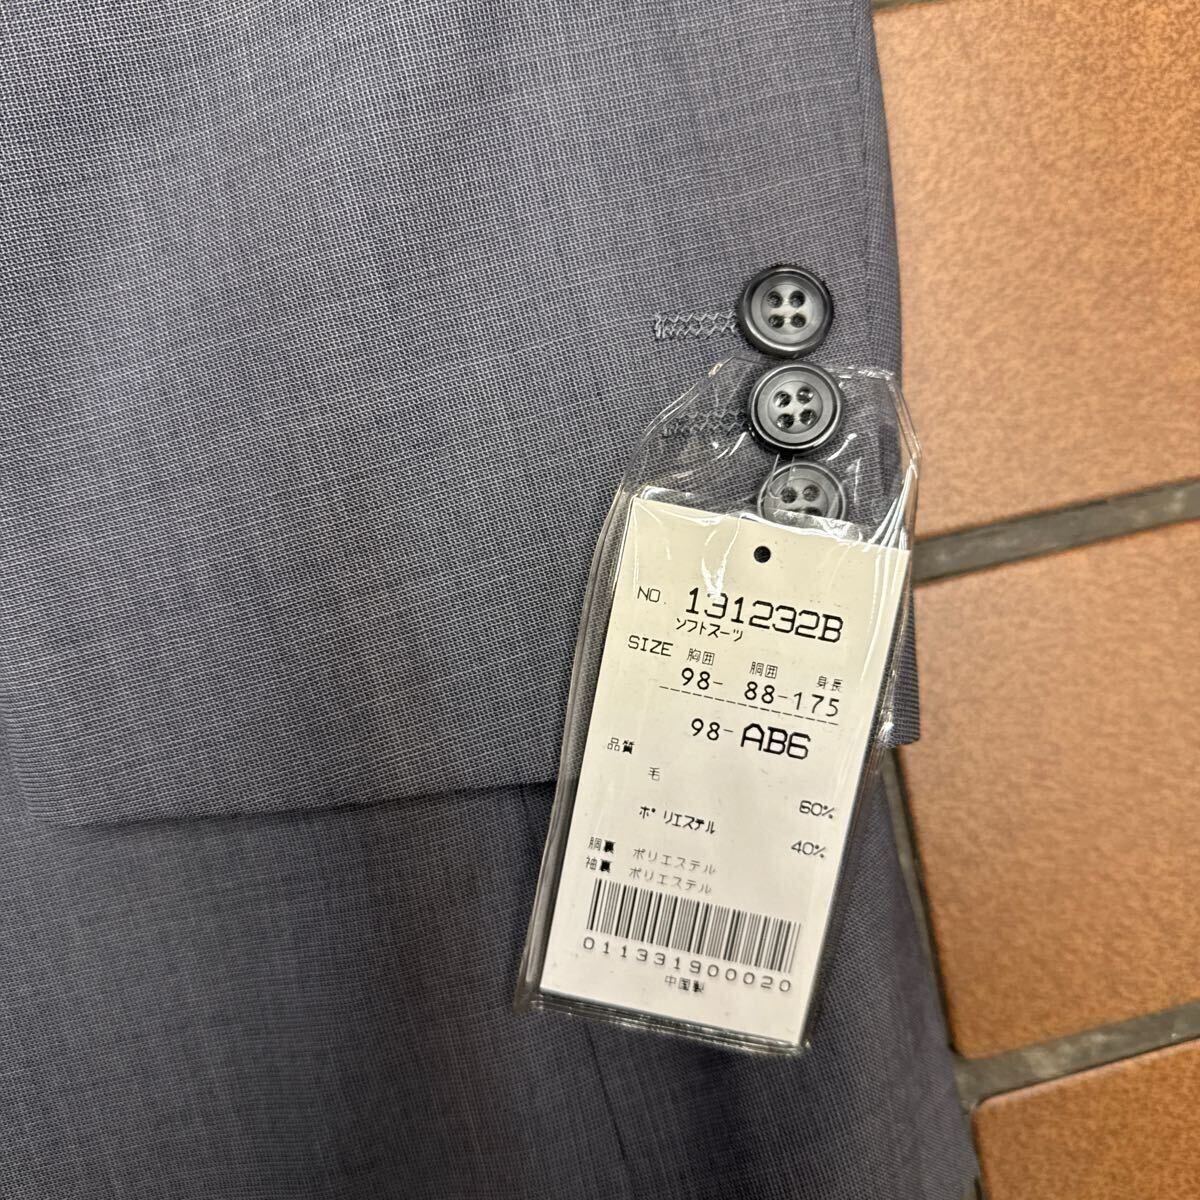 NO. 131232B
ソフトスーツ
SIZE 胸囲 胴囲 身長
98- 88-175
98-AB6
品質
毛 60%
ポリエステル 40%
胴裏 ポリエステル
袖裏 ポリエステル
011331900020
中国製